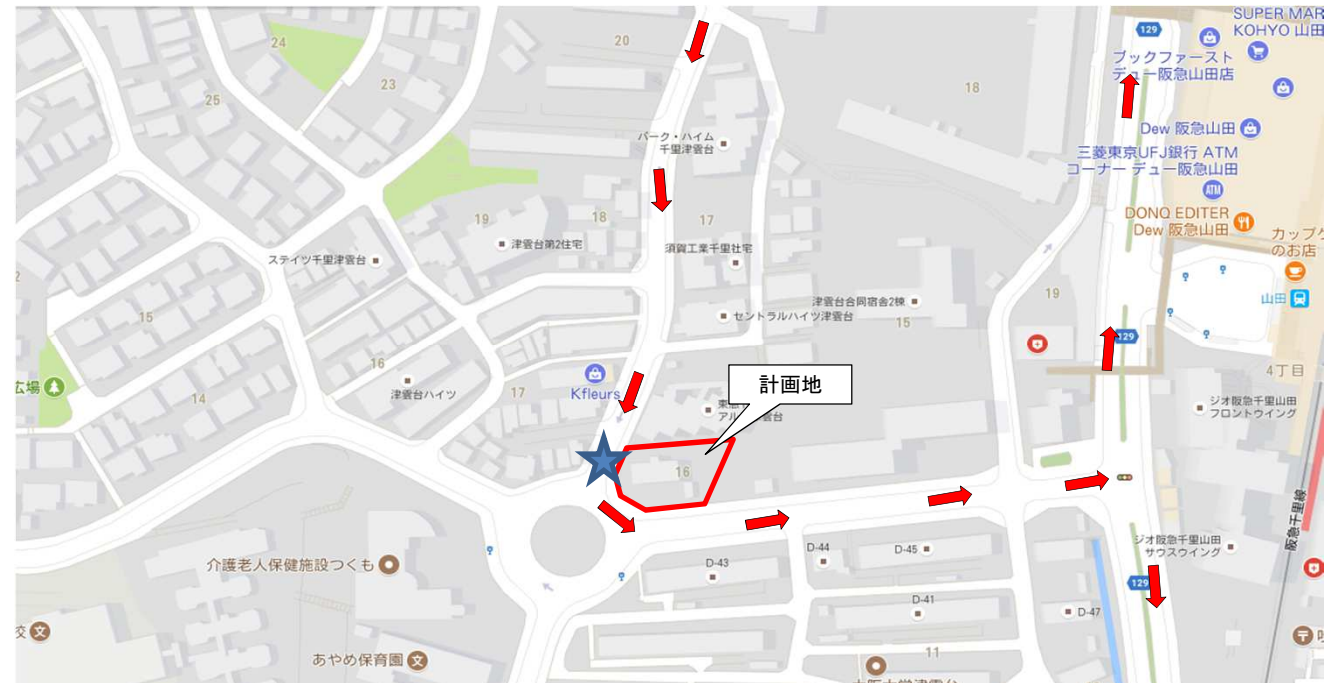 SUPER MAR
KOHYO 山田
129
ブックファースト
デュー阪急山田店
24
20
23
18
25
パーク・ハイム
千里津雲台
Dew 阪急山田
三菱東京UFJ銀行 ATM
コーナー デュー阪急山田
ATM
DONQ EDITER
Dew 阪急山田
カップケ
のお店
19
18
17
津雲台第2住宅
須賀工業千里社宅
ステイツ千里津雲台
津雲台合同宿舎2棟
19
山田
セントラルハイツ津雲台
15
15
129
16
4丁目
計画地
広場
14
津雲台ハイツ
17
Kfleurs
ジオ阪急千里山田
フロントウイング
16
阪急千里線
介護老人保健施設つくも
D-43
D-44
D-45
ジオ阪急千里山田
サウスウイング
129
D-41
D-47
校
文
あやめ保育園
文
11